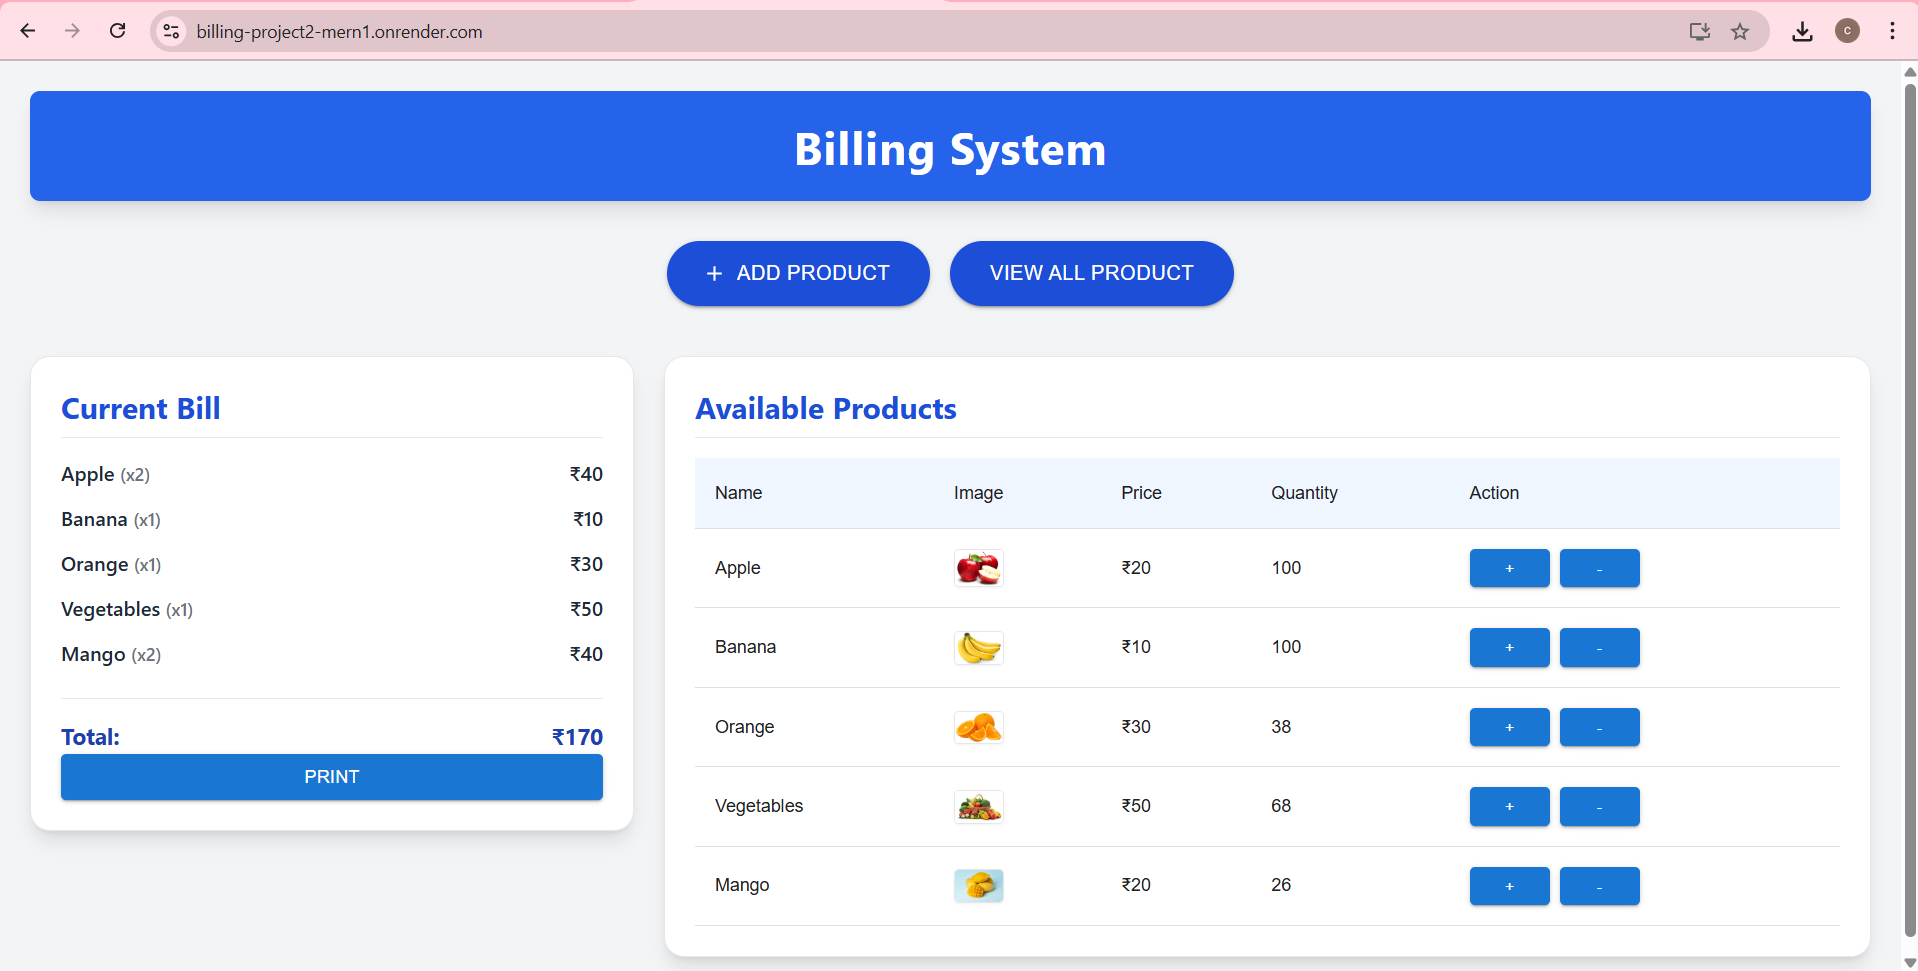 billing-project2-mern1.onrender.com
C
Billing System
+ ADD PRODUCT
VIEW ALL PRODUCT
Current Bill
Apple (x2) ₹40
Banana (x1) ₹10
Orange (x1) ₹30
Vegetables (x1) ₹50
Mango (x2) ₹40
Total: ₹170
PRINT
Available Products
Name Image Price Quantity Action
Apple ₹20 100 + -
Banana ₹10 100 + -
Orange ₹30 38 + -
Vegetables ₹50 68 + -
Mango ₹20 26 + -